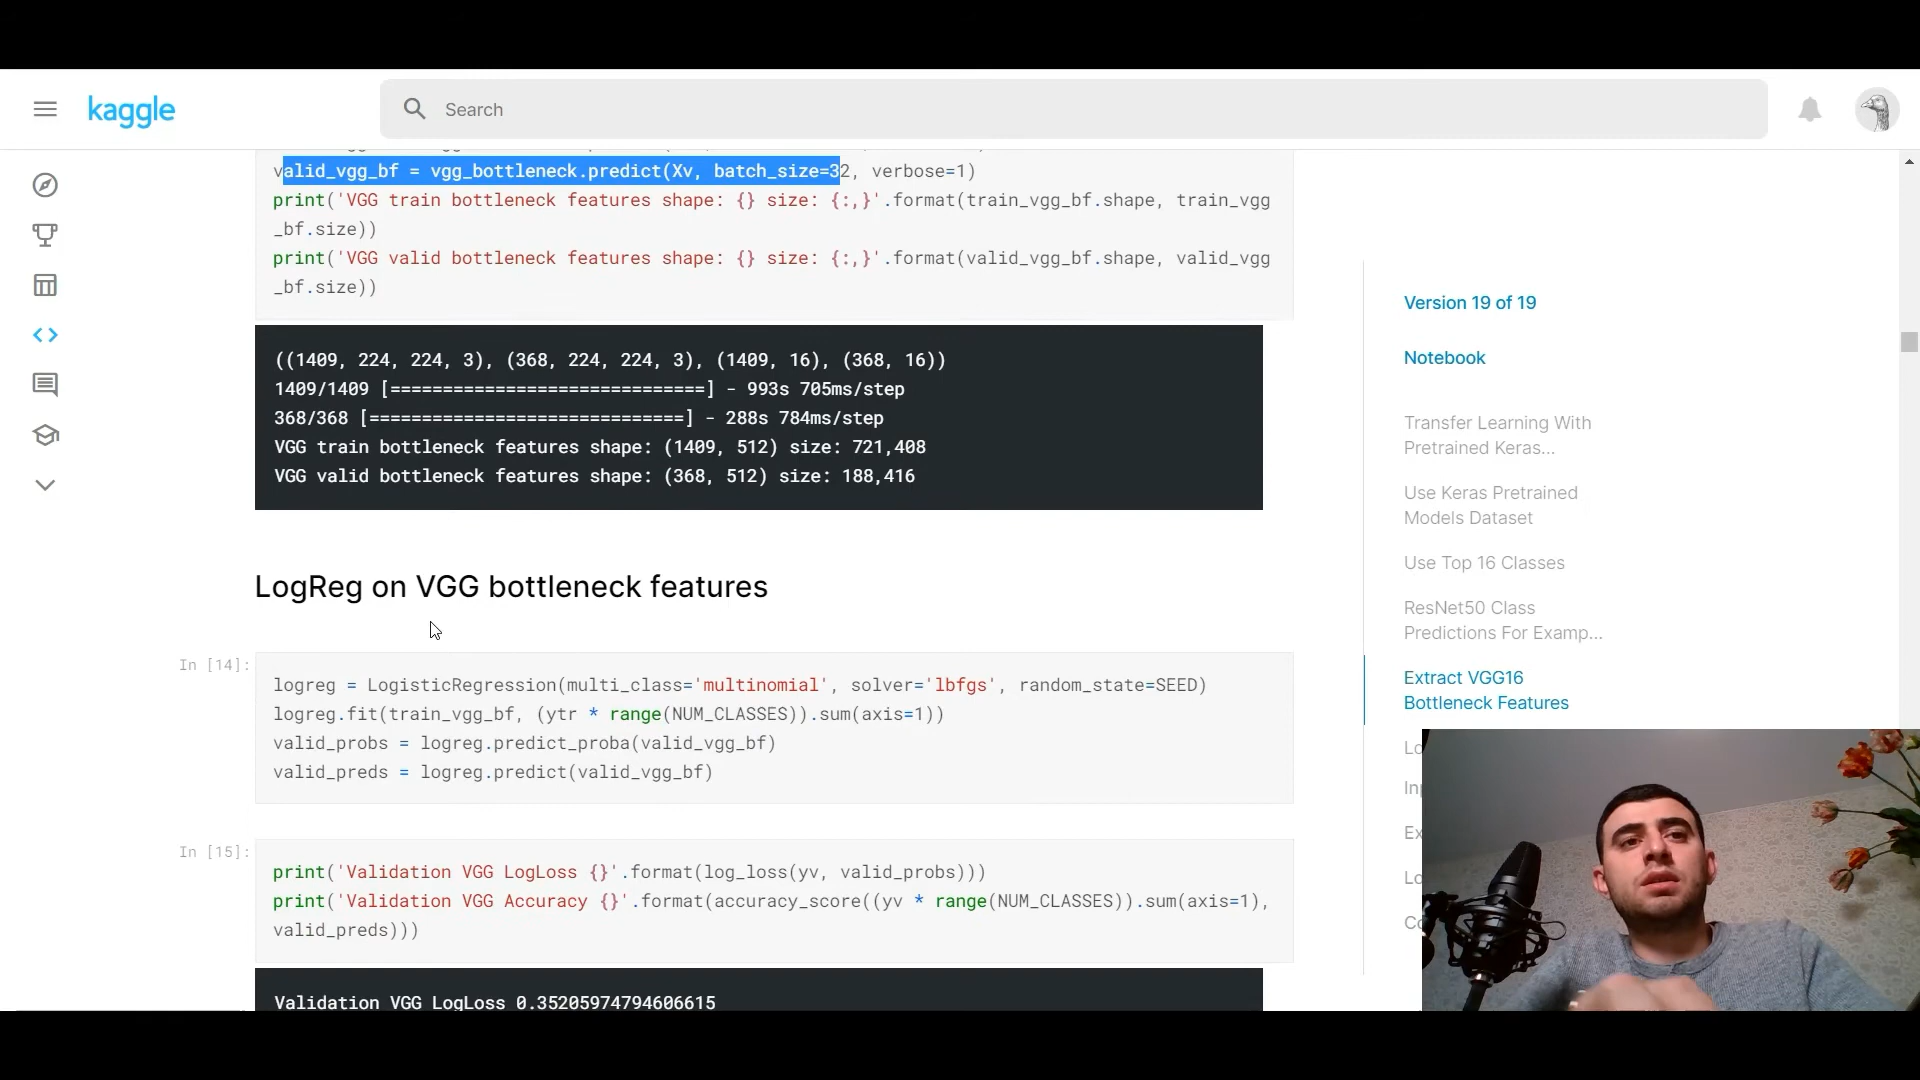 kaggle
Search
valid_vgg_bf = vgg_bottleneck.predict(Xv, batch_size=32, verbose=1)
print('VGG train bottleneck features shape: {} size: {:,}'.format(train_vgg_bf.shape, train_vgg
_bf.size))
print('VGG valid bottleneck features shape: {} size: {:,}'.format(valid_vgg_bf.shape, valid_vgg
_bf.size))
((1409, 224, 224, 3), (368, 224, 224, 3), (1409, 16), (368, 16))
1409/1409 [==============================] - 993s 705ms/step
368/368 [==============================] - 288s 784ms/step
VGG train bottleneck features shape: (1409, 512) size: 721,408
VGG valid bottleneck features shape: (368, 512) size: 188,416
LogReg on VGG bottleneck features
In [14]:
logreg = LogisticRegression(multi_class='multinomial', solver='lbfgs', random_state=SEED)
logreg.fit(train_vgg_bf, (ytr * range(NUM_CLASSES)).sum(axis=1))
valid_probs = logreg.predict_proba(valid_vgg_bf)
valid_preds = logreg.predict(valid_vgg_bf)
In [15]:
print('Validation VGG LogLoss {}'.format(log_loss(yv, valid_probs)))
print('Validation VGG Accuracy {}'.format(accuracy_score((yv * range(NUM_CLASSES)).sum(axis=1),
valid_preds)))
Validation VGG LogLoss 0.35205974794606615
Version 19 of 19
Notebook
Transfer Learning With
Pretrained Keras...
Use Keras Pretrained
Models Dataset
Use Top 16 Classes
ResNet50 Class
Predictions For Examp...
Extract VGG16
Bottleneck Features